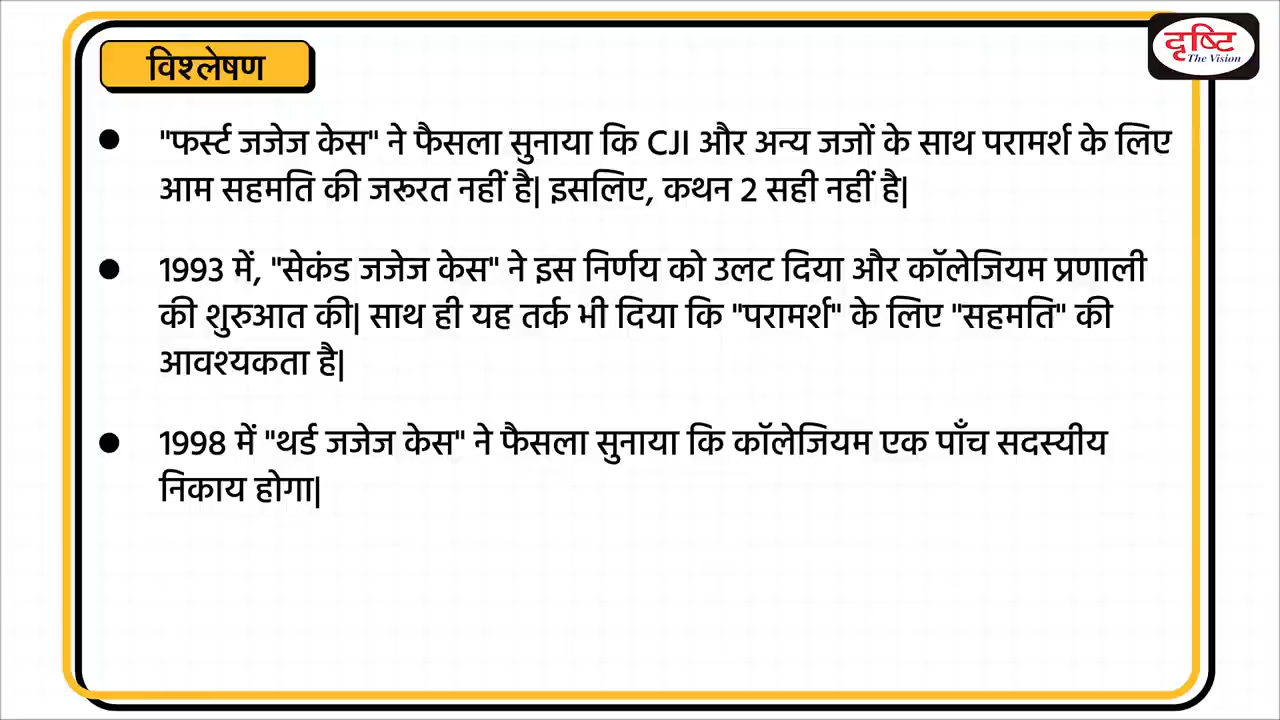 दृष्टि
The Vision
विश्लेषण
● "फर्स्ट जजेज केस" ने फैसला सुनाया कि CJI और अन्य जजों के साथ परामर्श के लिए
आम सहमति की जरूरत नहीं है| इसलिए, कथन 2 सही नहीं है|
● 1993 में, "सेकंड जजेज केस" ने इस निर्णय को उलट दिया और कॉलेजियम प्रणाली
की शुरुआत की| साथ ही यह तर्क भी दिया कि "परामर्श" के लिए "सहमति" की
आवश्यकता है|
● 1998 में "थर्ड जजेज केस" ने फैसला सुनाया कि कॉलेजियम एक पाँच सदस्यीय
निकाय होगा|